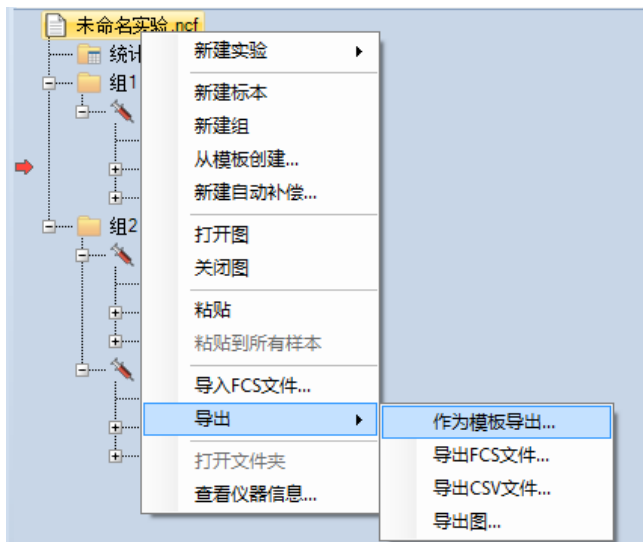 未命名实验.ncf
统计
组1
组2
新建实验
新建标本
新建组
从模板创建...
新建自动补偿...
打开图
关闭图
粘贴
粘贴到所有样本
导入FCS文件...
导出
打开文件夹
查看仪器信息...
作为模板导出...
导出FCS文件...
导出CSV文件...
导出图...